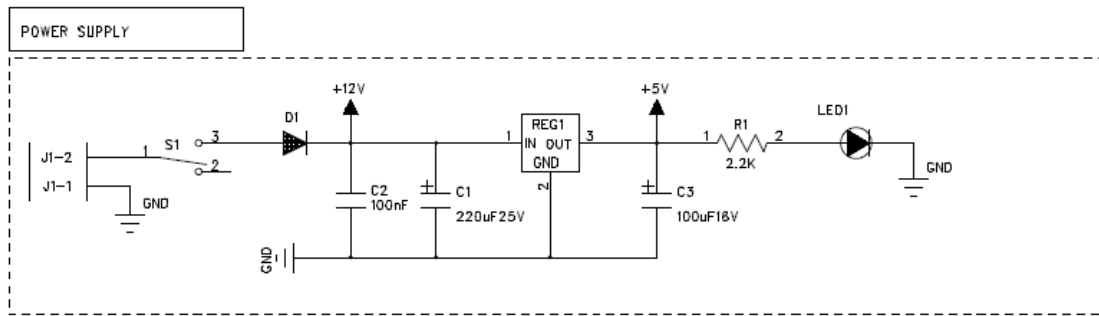 POWER SUPPLY
+12V
+5V
D1
LED1
S1
3
1
REG1
3
1
R1
2
J1-2
1
IN OUT
2.2K
GND
J1-1
2
GND
GND
2
C2
100nF
C1
220uF25V
C3
100uF16V
GND